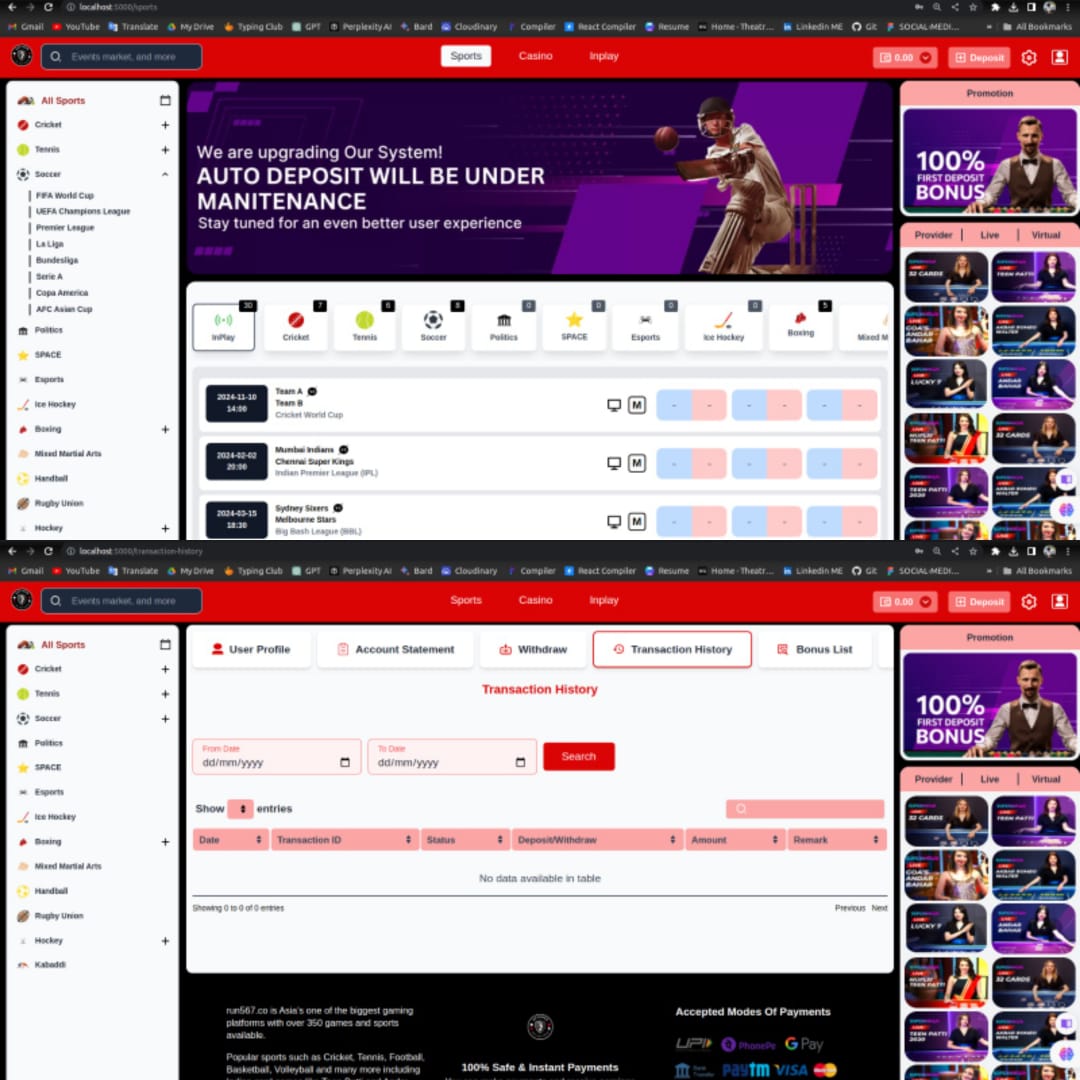 localhost:5000/sports
Gmail YouTube Translate My Drive Typing Club GPT Perplexity AI Bard Cloudinary Compiler React Compiler Resume Home - Theatr... LinkedIn ME Git SOCIAL-MEDI... » All Bookmarks
Events market, and more
Sports Casino Inplay
0.00 Deposit
All Sports
Cricket +
Tennis +
Soccer
FIFA World Cup
UEFA Champions League
Premier League
La Liga
Bundesliga
Serie A
Copa America
AFC Asian Cup
Politics
SPACE
Esports
Ice Hockey
Boxing +
Mixed Martial Arts
Handball
Rugby Union
Hockey +
We are upgrading Our System!
AUTO DEPOSIT WILL BE UNDER
MANITENANCE
Stay tuned for an even better user experience
30 7 6 8 0 0 0 0 5
InPlay Cricket Tennis Soccer Politics SPACE Esports Ice Hockey Boxing Mixed M
2024-11-10
14:00
Team A
Team B
Cricket World Cup
M - - - - - -
2024-02-02
20:00
Mumbai Indians
Chennai Super Kings
Indian Premier League (IPL)
M - - - - - -
2024-03-15
18:30
Sydney Sixers
Melbourne Stars
Big Bash League (BBL)
M - - - - - -
Promotion
100%
FIRST DEPOSIT
BONUS
Provider | Live | Virtual
32 CARDS TEEN PATTI
GOA'S ANDAR BAHAR AKBAR ROMEO WALTER
LUCKY 7 ANDAR BAHAR
MUFLIS TEEN PATTI 32 CARDS
TEEN PATTI 2020 AKBAR ROMEO WALTER
localhost:5000/transaction-history
Gmail YouTube Translate My Drive Typing Club GPT Perplexity AI Bard Cloudinary Compiler React Compiler Resume Home - Theatr... LinkedIn ME Git SOCIAL-MEDI... » All Bookmarks
Events market, and more
Sports Casino Inplay
0.00 Deposit
All Sports
Cricket +
Tennis +
Soccer +
Politics
SPACE
Esports
Ice Hockey
Boxing +
Mixed Martial Arts
Handball
Rugby Union
Hockey +
Kabaddi
User Profile Account Statement Withdraw Transaction History Bonus List
Transaction History
From Date To Date
dd/mm/yyyy dd/mm/yyyy Search
Show entries
Date Transaction ID Status Deposit/Withdraw Amount Remark
No data available in table
Showing 0 to 0 of 0 entries Previous Next
run567.co is Asia's one of the biggest gaming
platforms with over 350 games and sports
available.
Popular sports such as Cricket, Tennis, Football,
Basketball, Volleyball and many more including
100% Safe & Instant Payments
Accepted Modes Of Payments
UPI PhonePe G Pay
Bank Transfer Paytm VISA
Promotion
100%
FIRST DEPOSIT
BONUS
Provider | Live | Virtual
32 CARDS TEEN PATTI
GOA'S ANDAR BAHAR AKBAR ROMEO WALTER
LUCKY 7 ANDAR BAHAR
MUFLIS TEEN PATTI 32 CARDS
TEEN PATTI 2020 AKBAR ROMEO WALTER